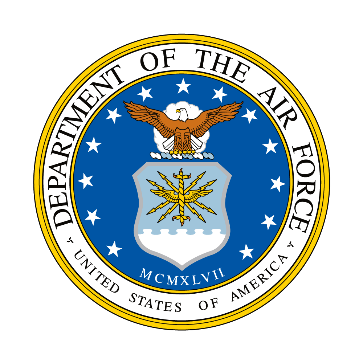 DEPARTMENT OF THE AIR FORCE
MCMXLVII
UNITED STATES OF AMERICA